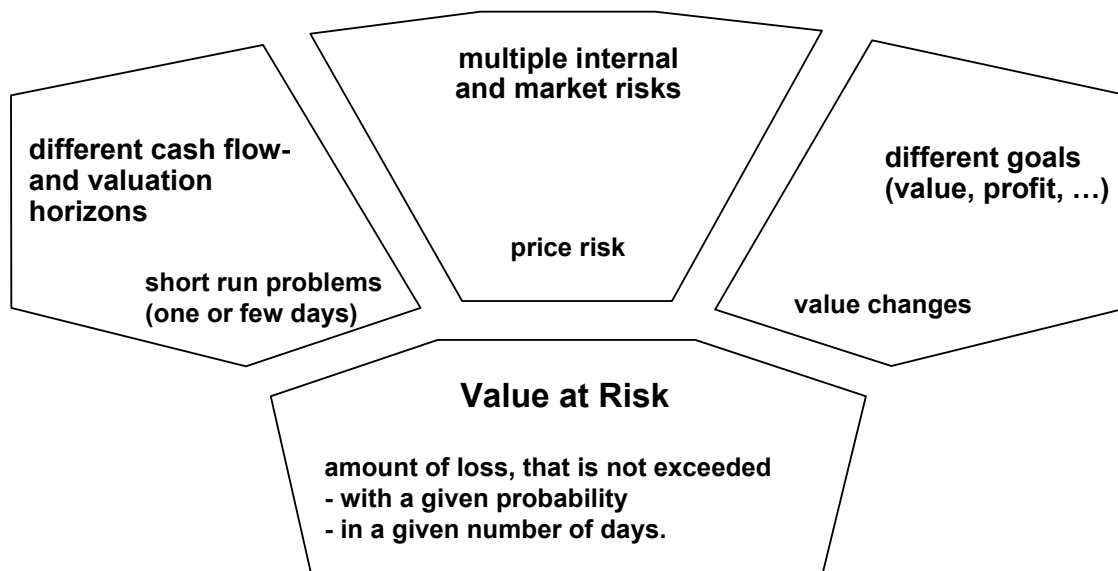 different cash flow-
and valuation
horizons
short run problems
(one or few days)
multiple internal
and market risks
price risk
different goals
(value, profit, …)
value changes
Value at Risk
amount of loss, that is not exceeded
- with a given probability
- in a given number of days.